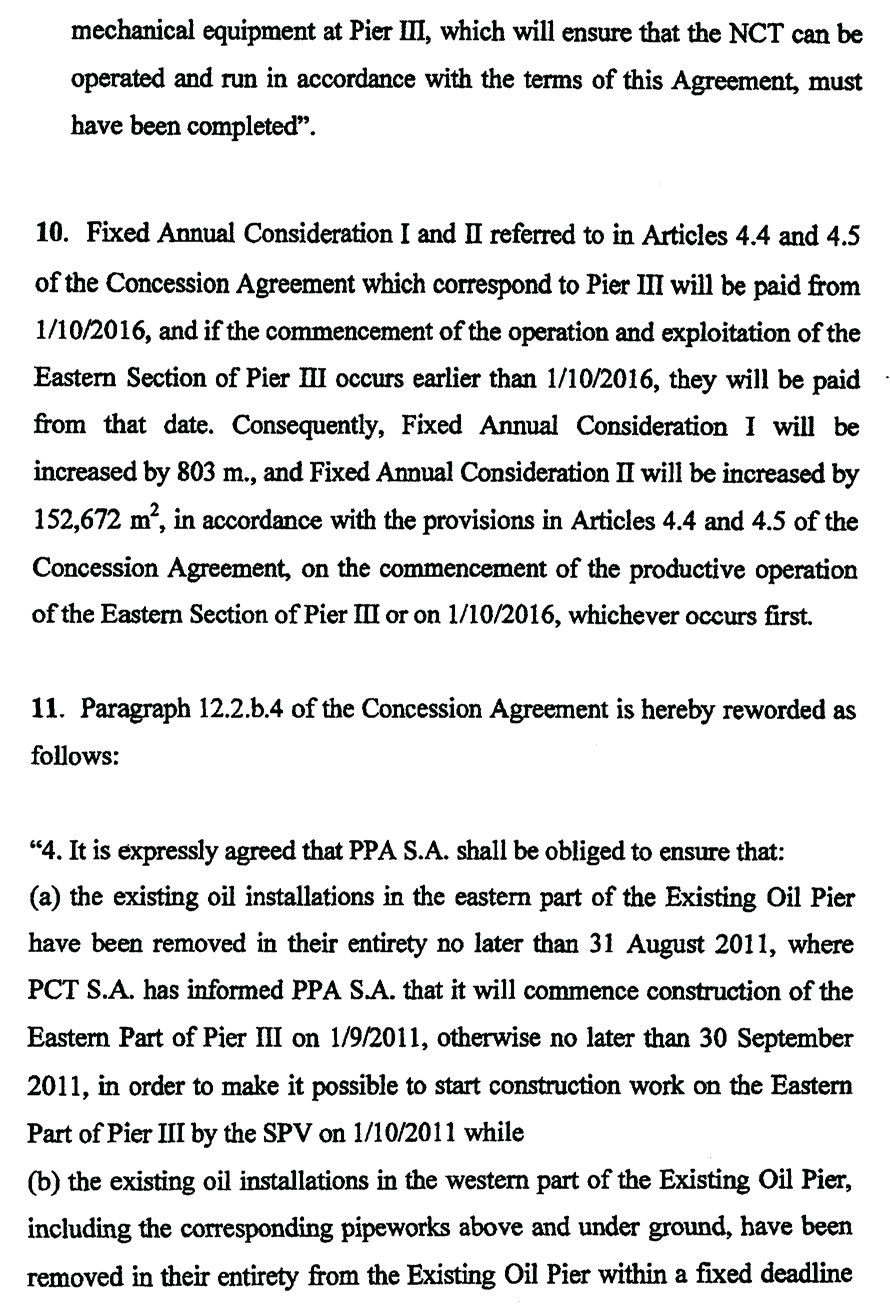 mechanical equipment at Pier III, which will ensure that the NCT can be
operated and run in accordance with the terms of this Agreement, must
have been completed”.
10. Fixed Annual Consideration I and II referred to in Articles 4.4 and 4.5
of the Concession Agreement which correspond to Pier III will be paid from
1/10/2016, and if the commencement of the operation and exploitation of the
Eastern Section of Pier III occurs earlier than 1/10/2016, they will be paid
from that date. Consequently, Fixed Annual Consideration I will be
increased by 803 m., and Fixed Annual Consideration II will be increased by
152,672 m², in accordance with the provisions in Articles 4.4 and 4.5 of the
Concession Agreement, on the commencement of the productive operation
of the Eastern Section of Pier III or on 1/10/2016, whichever occurs first.
11. Paragraph 12.2.b.4 of the Concession Agreement is hereby reworded as
follows:
“4. It is expressly agreed that PPA S.A. shall be obliged to ensure that:
(a) the existing oil installations in the eastern part of the Existing Oil Pier
have been removed in their entirety no later than 31 August 2011, where
PCT S.A. has informed PPA S.A. that it will commence construction of the
Eastern Part of Pier III on 1/9/2011, otherwise no later than 30 September
2011, in order to make it possible to start construction work on the Eastern
Part of Pier III by the SPV on 1/10/2011 while
(b) the existing oil installations in the western part of the Existing Oil Pier,
including the corresponding pipeworks above and under ground, have been
removed in their entirety from the Existing Oil Pier within a fixed deadline